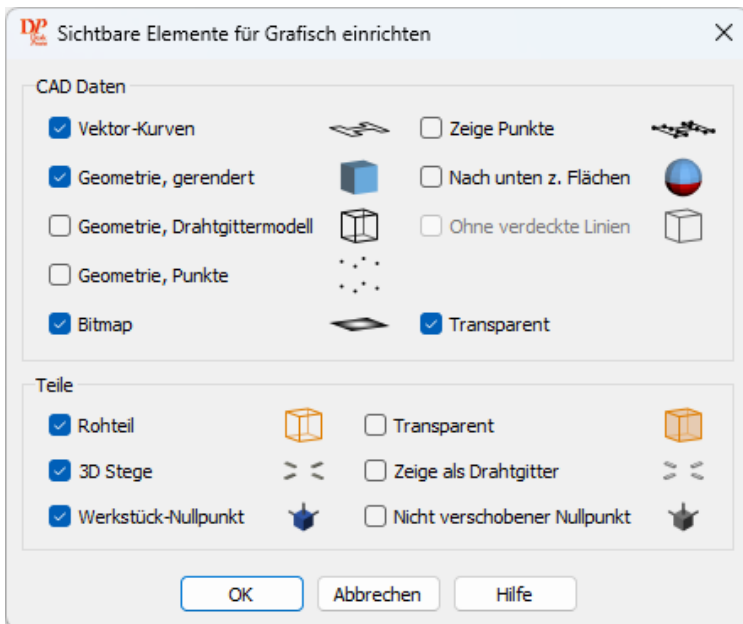 DP
Sichtbare Elemente für Grafisch einrichten
CAD Daten
Vektor-Kurven
Zeige Punkte
Geometrie, gerendert
Nach unten z. Flächen
Geometrie, Drahtgittermodell
Ohne verdeckte Linien
Geometrie, Punkte
Bitmap
Transparent
Teile
Rohteil
Transparent
3D Stege
Zeige als Drahtgitter
Werkstück-Nullpunkt
Nicht verschobener Nullpunkt
OK
Abbrechen
Hilfe